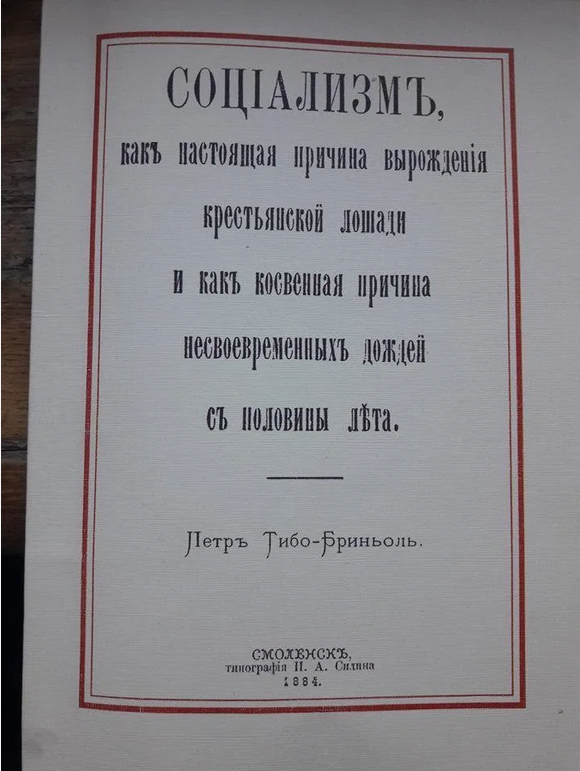 СОЦІАЛИЗМЪ,
какъ настоящая причина вырожденія
крестьянской лошади
и какъ косвенная причина
несвоевременныхъ дождей
съ половины лѣта.
Петръ Тибо-Бриньоль.
СМОЛЕНСКЪ,
типографія П. А. Силина
1884.